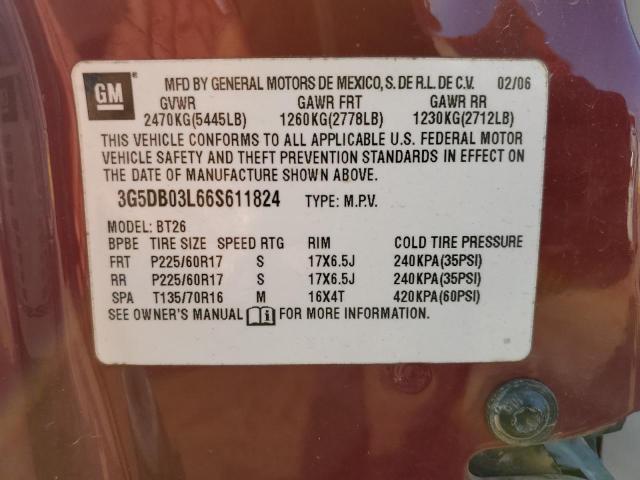 GM
MFD BY GENERAL MOTORS DE MEXICO, S. DE R.L. DE C.V. 02/06
GVWR GAWR FRT GAWR RR
2470KG(5445LB) 1260KG(2778LB) 1230KG(2712LB)
THIS VEHICLE CONFORMS TO ALL APPLICABLE U.S. FEDERAL MOTOR
VEHICLE SAFETY AND THEFT PREVENTION STANDARDS IN EFFECT ON
THE DATE OF MANUFACTURE SHOWN ABOVE.
3G5DB03L66S611824 TYPE: M.P.V.
MODEL: BT26
BPBE TIRE SIZE SPEED RTG RIM COLD TIRE PRESSURE
FRT P225/60R17 S 17X6.5J 240KPA(35PSI)
RR P225/60R17 S 17X6.5J 240KPA(35PSI)
SPA T135/70R16 M 16X4T 420KPA(60PSI)
SEE OWNER'S MANUAL FOR MORE INFORMATION.